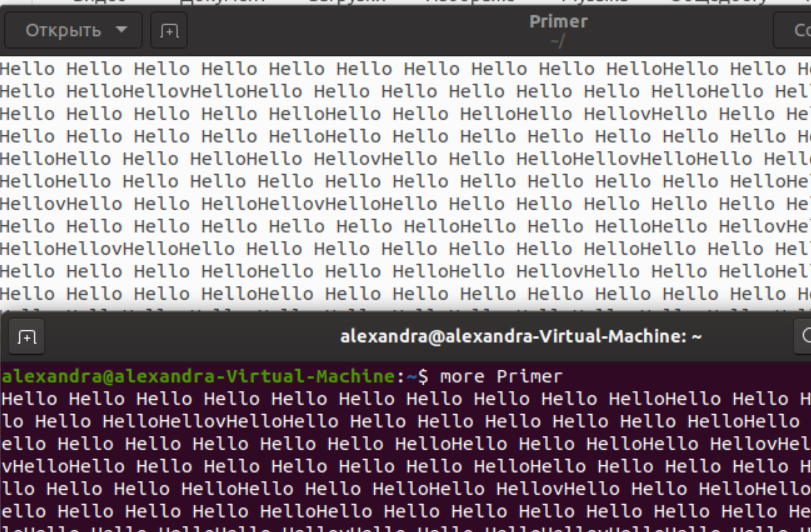 Открыть
Primer
~/
Hello Hello Hello Hello Hello Hello Hello Hello Hello HelloHello Hello H
Hello HelloHellovHelloHello Hello Hello Hello Hello Hello HelloHello Hel
Hello Hello Hello Hello HelloHello Hello HelloHello HellovHello Hello He
Hello Hello Hello Hello HelloHello Hello Hello Hello Hello Hello Hello H
HelloHello Hello HelloHello HellovHello Hello HelloHellovHelloHello Hell
HelloHello Hello Hello Hello Hello Hello Hello Hello Hello Hello HelloHe
HellovHello Hello HelloHellovHelloHello Hello Hello Hello Hello Hello He
Hello Hello Hello Hello Hello Hello HelloHello Hello HelloHello HellovHe
HelloHellovHelloHello Hello Hello Hello Hello Hello HelloHello Hello Hel
Hello Hello Hello HelloHello Hello HelloHello HellovHello Hello HelloHel
Hello Hello Hello HelloHello Hello Hello Hello Hello Hello Hello Hello H
alexandra@alexandra-Virtual-Machine: ~
alexandra@alexandra-Virtual-Machine:~$ more Primer
Hello Hello Hello Hello Hello Hello Hello Hello Hello HelloHello Hello H
lo Hello HelloHellovHelloHello Hello Hello Hello Hello Hello HelloHello
ello Hello Hello Hello Hello Hello HelloHello Hello HelloHello HellovHel
vHelloHello Hello Hello Hello Hello Hello HelloHello Hello Hello Hello H
llo Hello Hello HelloHello Hello HelloHello HellovHello Hello HelloHello
ello Hello Hello Hello HelloHello Hello Hello Hello Hello Hello Hello He